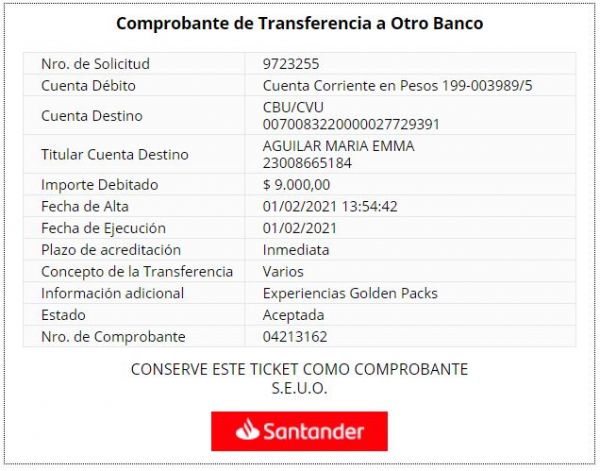 Comprobante de Transferencia a Otro Banco
Nro. de Solicitud 9723255
Cuenta Débito Cuenta Corriente en Pesos 199-003989/5
Cuenta Destino CBU/CVU
0070083220000027729391
Titular Cuenta Destino AGUILAR MARIA EMMA
23008665184
Importe Debitado $ 9.000,00
Fecha de Alta 01/02/2021 13:54:42
Fecha de Ejecución 01/02/2021
Plazo de acreditación Inmediata
Concepto de la Transferencia Varios
Información adicional Experiencias Golden Packs
Estado Aceptada
Nro. de Comprobante 04213162
CONSERVE ESTE TICKET COMO COMPROBANTE
S.E.U.O.
Santander